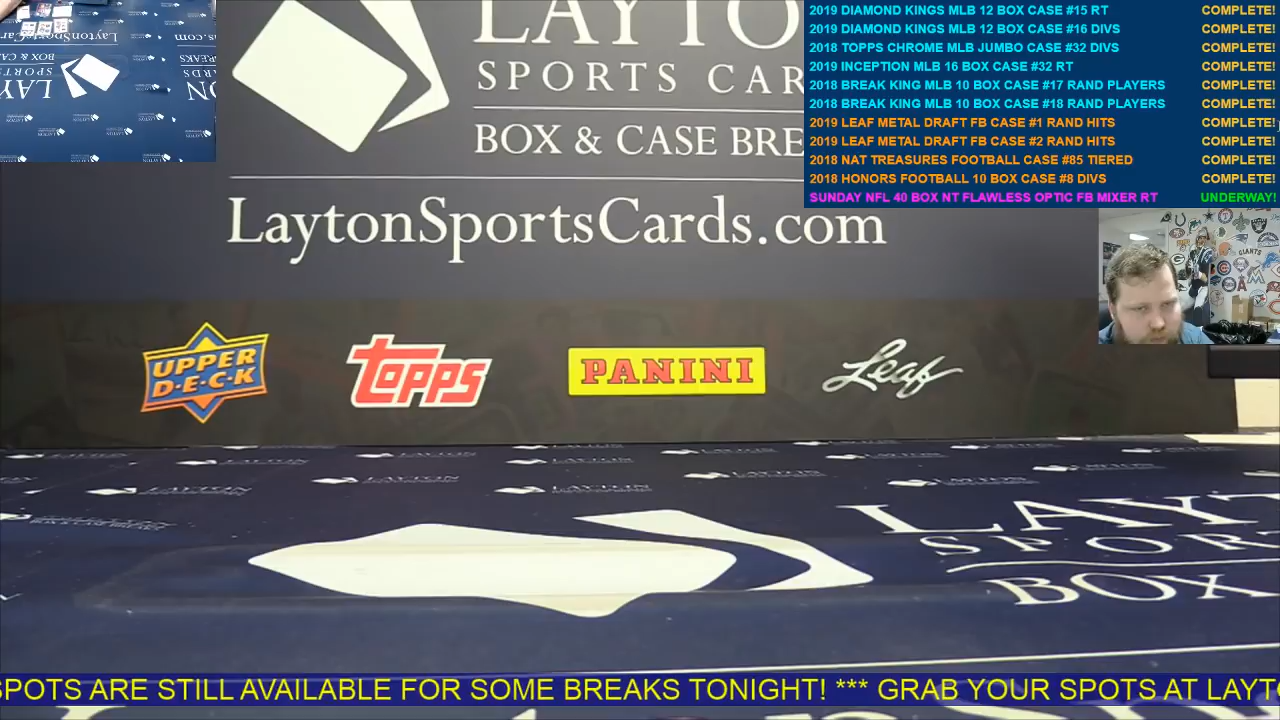 LAYTO
SPORTS CAR
BOX & CASE BRE
LaytonSportsCards.com
2019 DIAMOND KINGS MLB 12 BOX CASE #15 RT COMPLETE!
2019 DIAMOND KINGS MLB 12 BOX CASE #16 DIVS COMPLETE!
2018 TOPPS CHROME MLB JUMBO CASE #32 DIVS COMPLETE!
2019 INCEPTION MLB 16 BOX CASE #32 RT COMPLETE!
2018 BREAK KING MLB 10 BOX CASE #17 RAND PLAYERS COMPLETE!
2018 BREAK KING MLB 10 BOX CASE #18 RAND PLAYERS COMPLETE!
2019 LEAF METAL DRAFT FB CASE #1 RAND HITS COMPLETE!
2019 LEAF METAL DRAFT FB CASE #2 RAND HITS COMPLETE!
2018 NAT TREASURES FOOTBALL CASE #85 TIERED COMPLETE!
2018 HONORS FOOTBALL 10 BOX CASE #8 DIVS COMPLETE!
SUNDAY NFL 40 BOX NT FLAWLESS OPTIC FB MIXER RT UNDERWAY!
GIANTS
UPPER
D·E·C·K
topps
PANINI
Leaf
LAYT
SPOR
BOX
SPOTS ARE STILL AVAILABLE FOR SOME BREAKS TONIGHT! *** GRAB YOUR SPOTS AT LAYTO